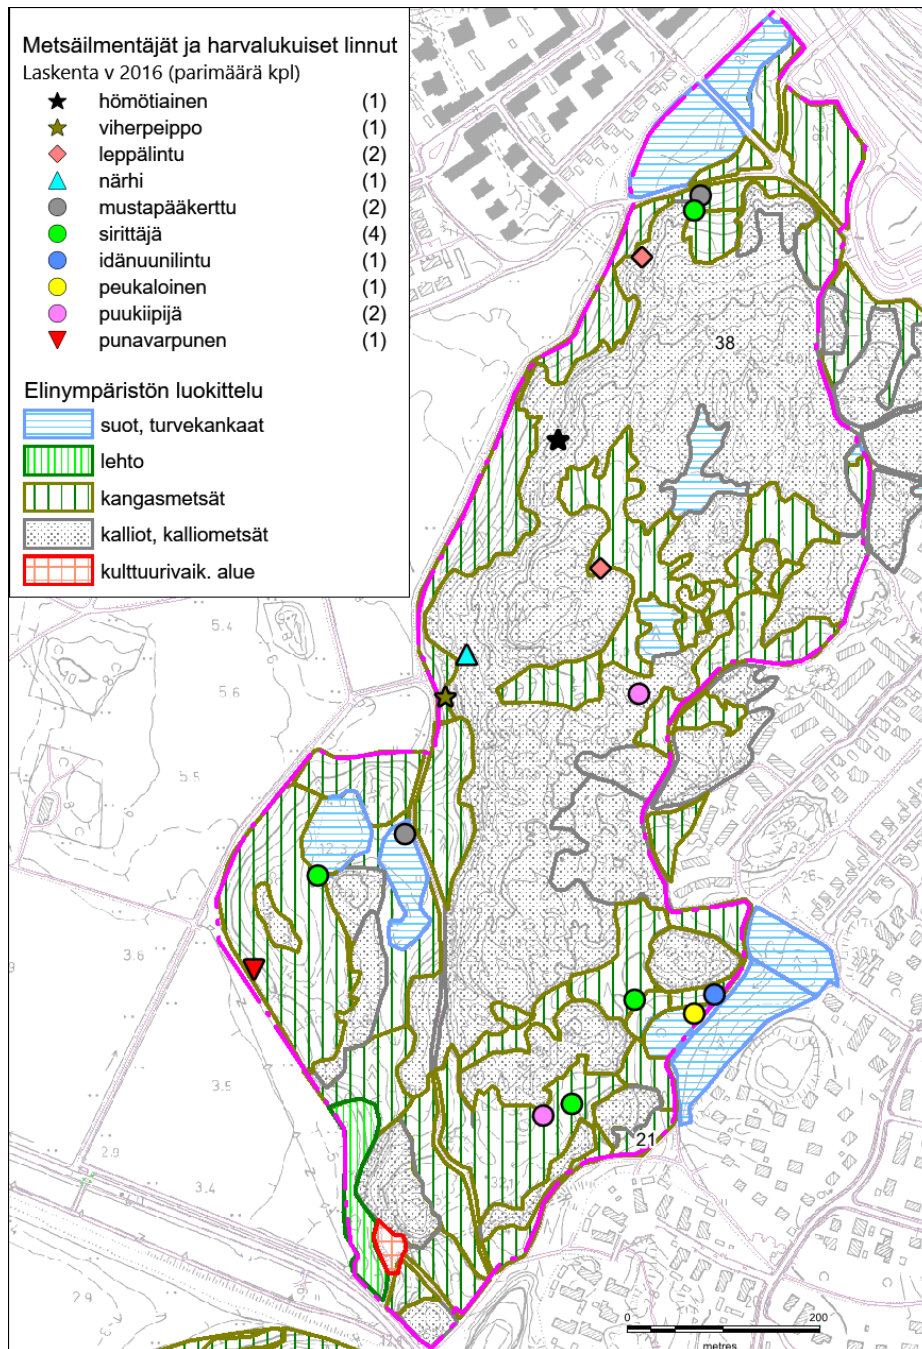 Metsäilmentäjät ja harvalukuiset linnut
Laskenta v 2016 (parimäärä kpl)
hömötiainen (1)
viherpeippo (1)
leppälintu (2)
närhi (1)
mustapääkerttu (2)
sirittäjä (4)
idänuunilintu (1)
peukaloinen (1)
puukiipijä (2)
punavarpunen (1)
Elinympäristön luokittelu
suot, turvekankaat
lehto
kangasmetsät
kalliot, kalliometsät
kulttuurivaik. alue
38
5.4
5.6
5.5
12.3
3.6
3.5
21
2.9
3.4
2.9
0 200
metres